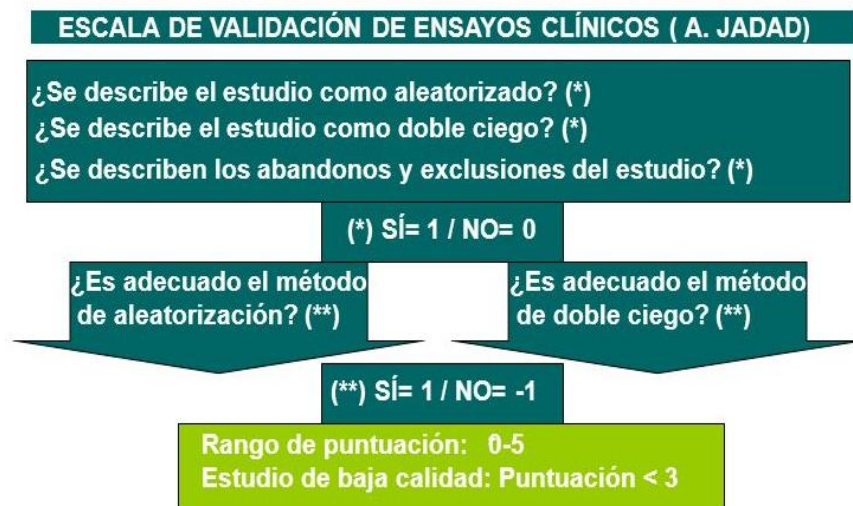 ESCALA DE VALIDACIÓN DE ENSAYOS CLÍNICOS ( A. JADAD)
¿Se describe el estudio como aleatorizado? (*)
¿Se describe el estudio como doble ciego? (*)
¿Se describen los abandonos y exclusiones del estudio? (*)
(*) SÍ= 1 / NO= 0
¿Es adecuado el método
de aleatorización? (**)
¿Es adecuado el método
de doble ciego? (**)
(**) SÍ= 1 / NO= -1
Rango de puntuación: 0-5
Estudio de baja calidad: Puntuación < 3